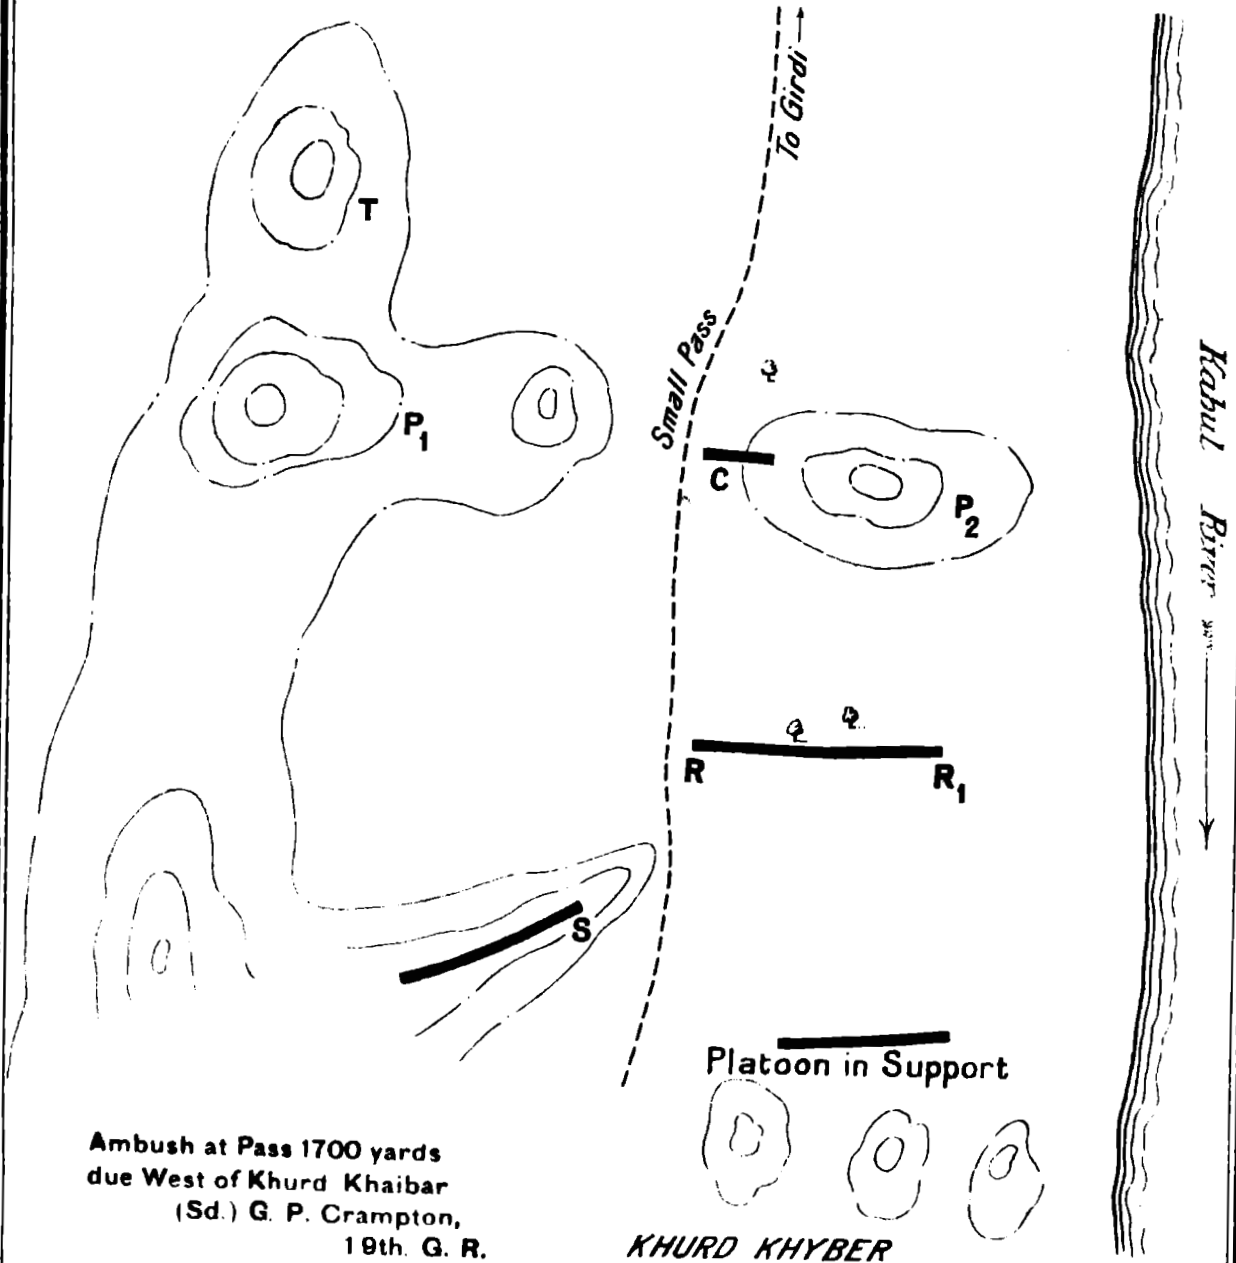 To Girdi
T
Small Pass
P1
C
P2
Kabul River
R
R1
S
Platoon in Support
Ambush at Pass 1700 yards
due West of Khurd Khaibar
(Sd.) G. P. Crampton,
19th. G. R.
KHURD KHYBER